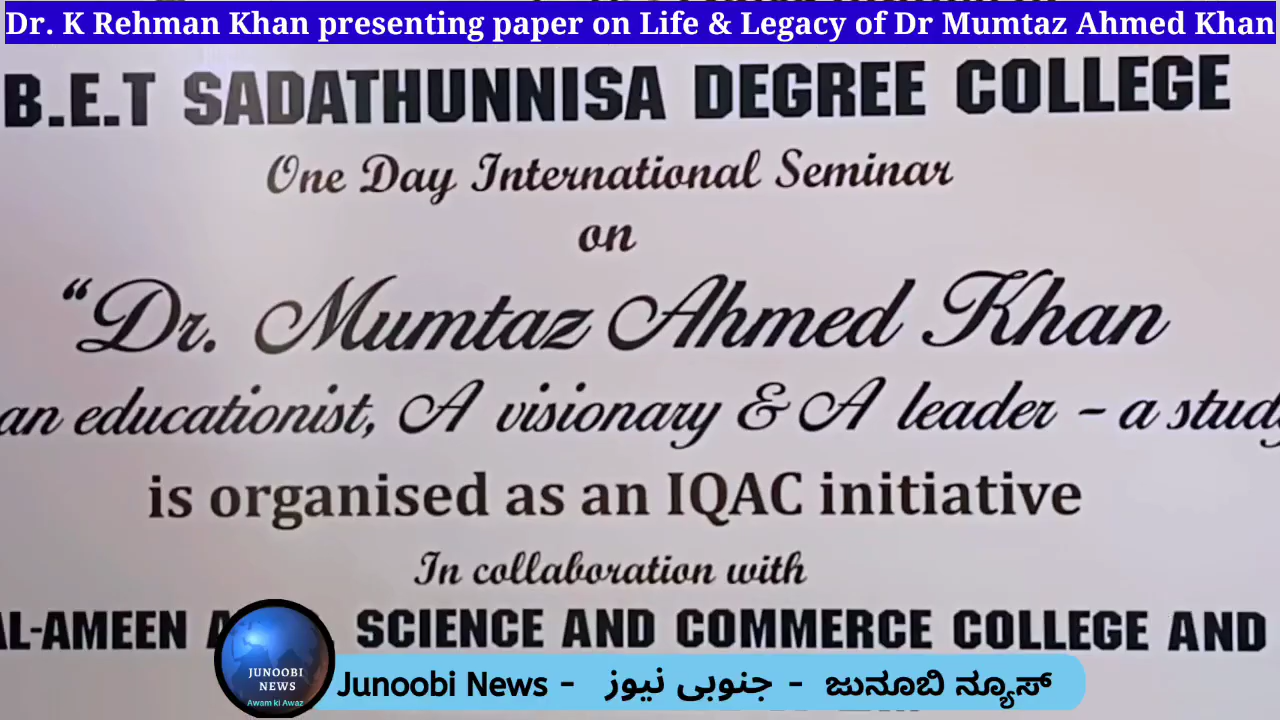 Dr. K Rehman Khan presenting paper on Life & Legacy of Dr Mumtaz Ahmed Khan
B.E.T SADATHUNNISA DEGREE COLLEGE
One Day International Seminar
on
“Dr. Mumtaz Ahmed Khan
an educationist, A visionary & A leader - a study
is organised as an IQAC initiative
In collaboration with
AL-AMEEN SCIENCE AND COMMERCE COLLEGE AND
JUNOOBI
NEWS
Awam ki Awaz
Junoobi News - جنوبی نیوز - ಜುನೂಬಿ ನ್ಯೂಸ್